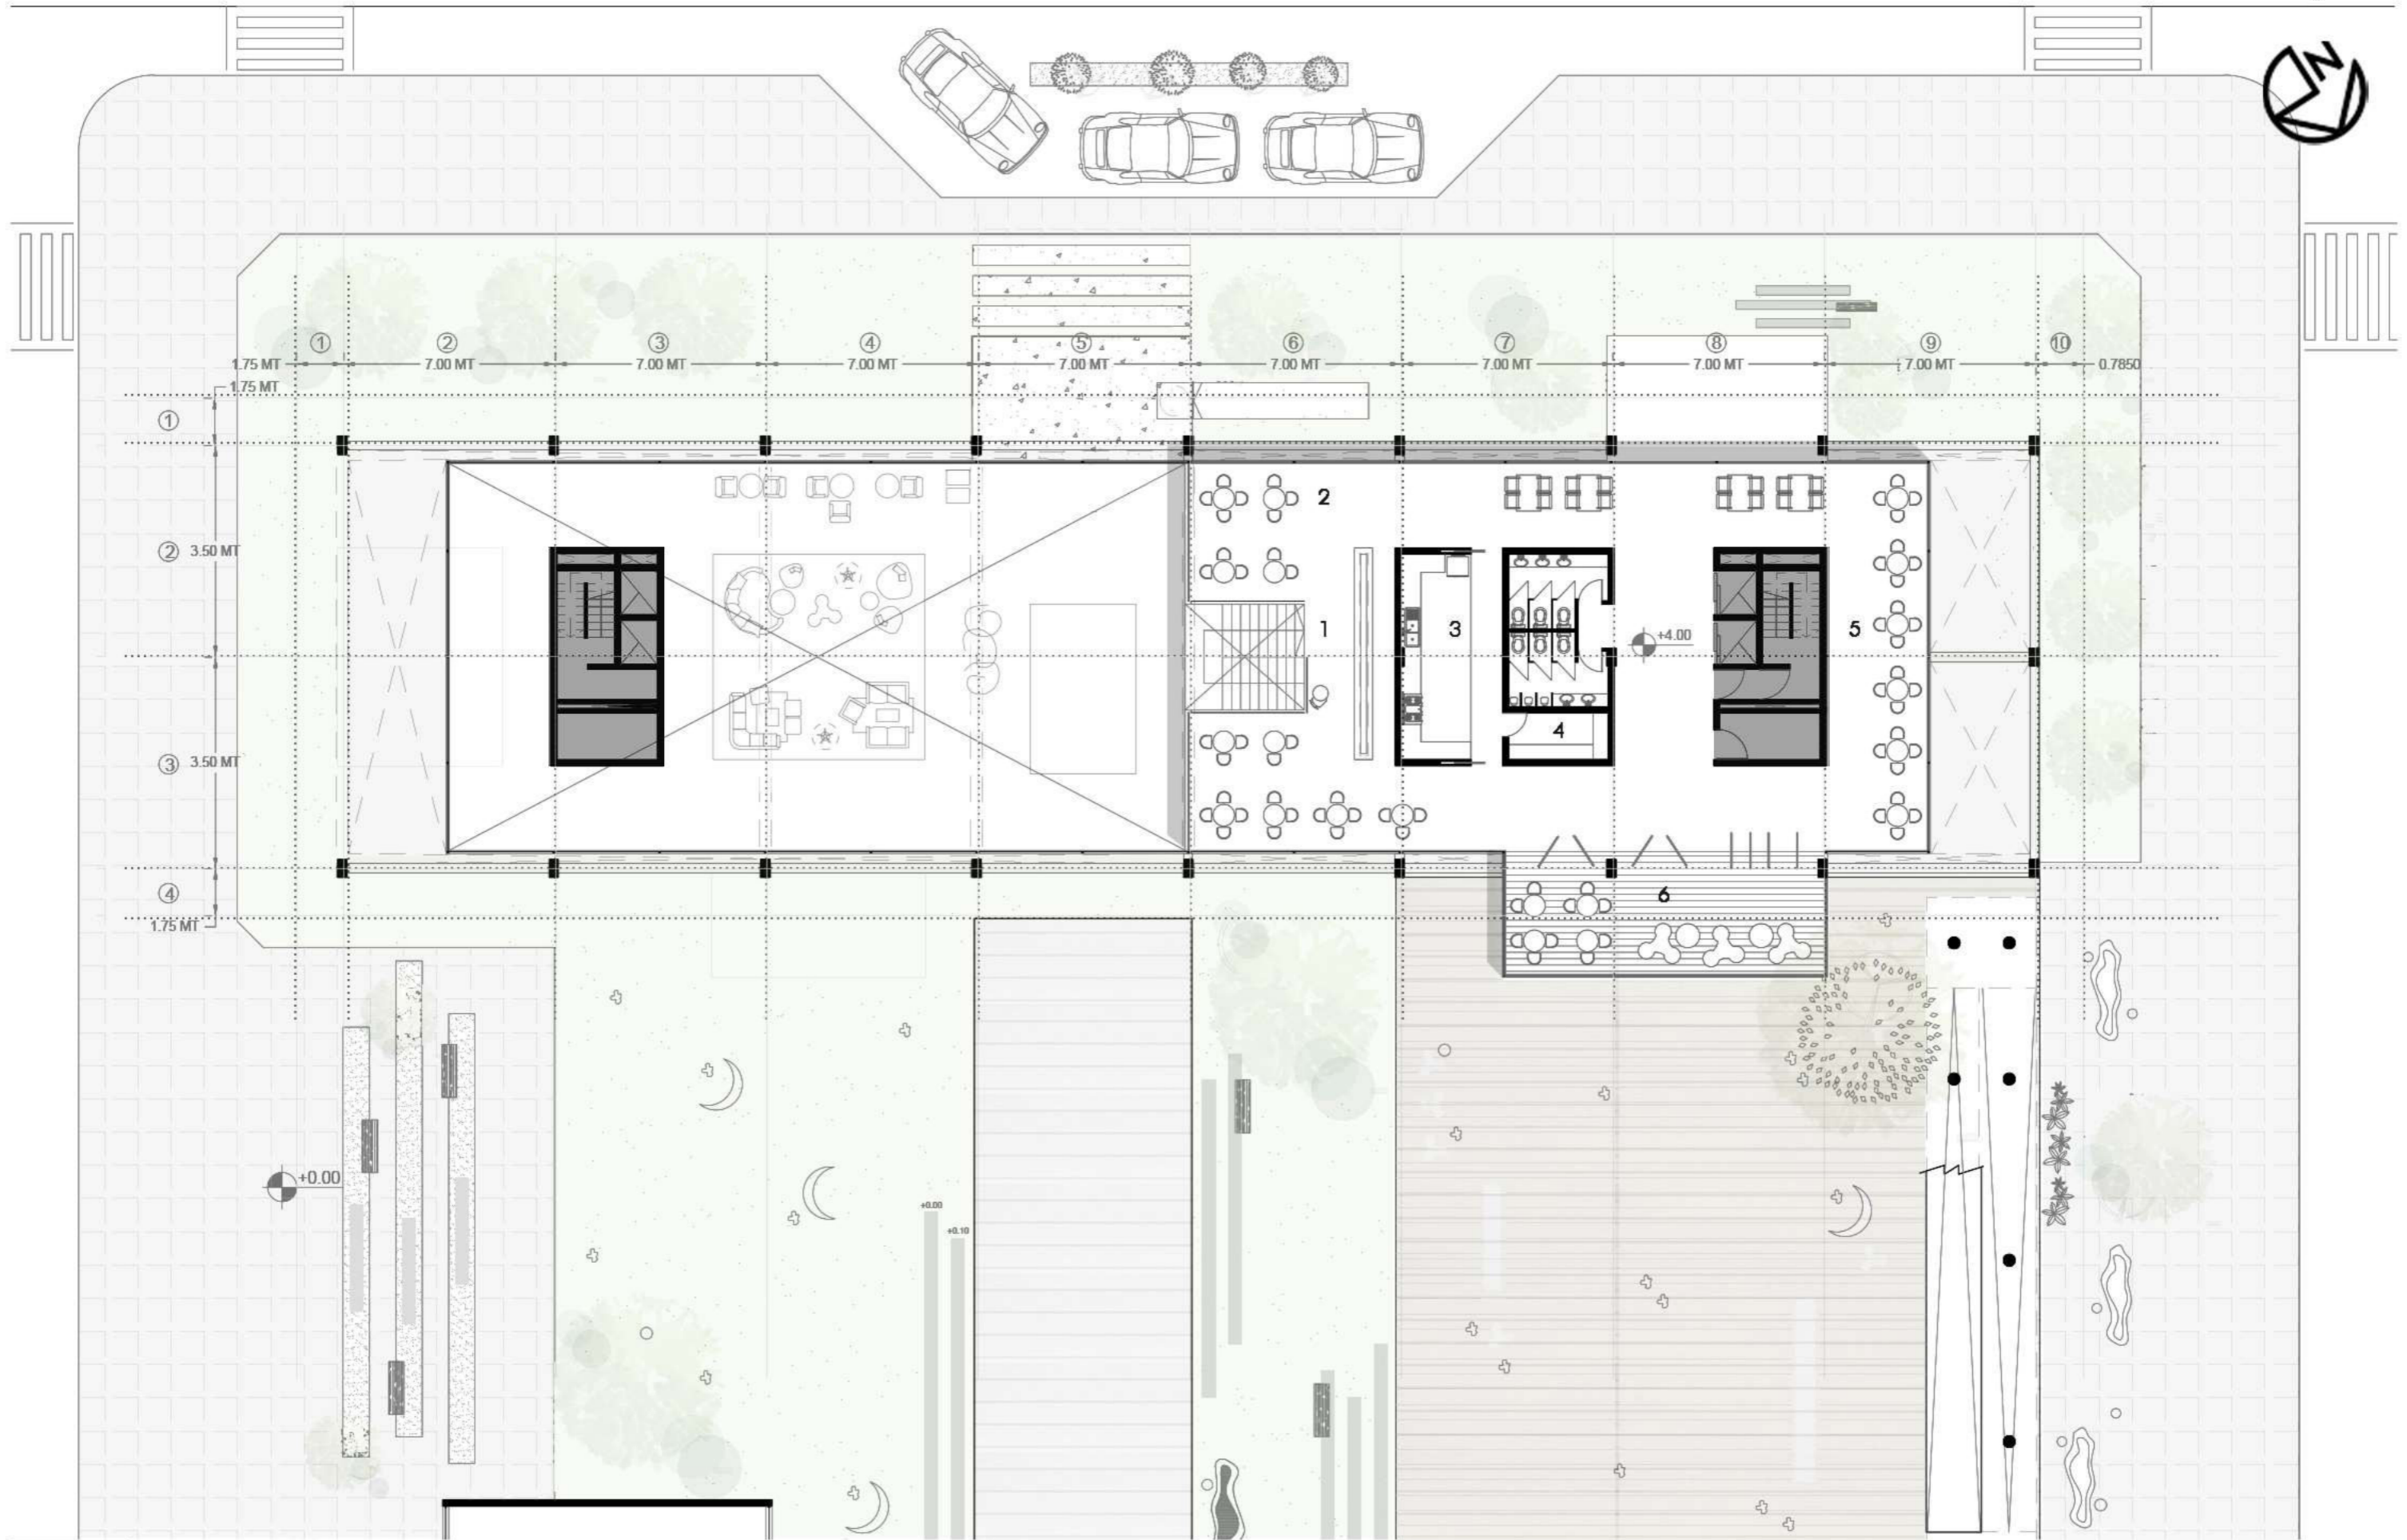 N
① ② ③ ④ ⑤ ⑥ ⑦ ⑧ ⑨ ⑩
1.75 MT 7.00 MT 7.00 MT 7.00 MT 7.00 MT 7.00 MT 7.00 MT 7.00 MT 7.00 MT 0.7850
1.75 MT
①
② 3.50 MT
③ 3.50 MT
④
1.75 MT
2
1
3
+4.00
5
4
6
+0.00
+0.00
+0.10